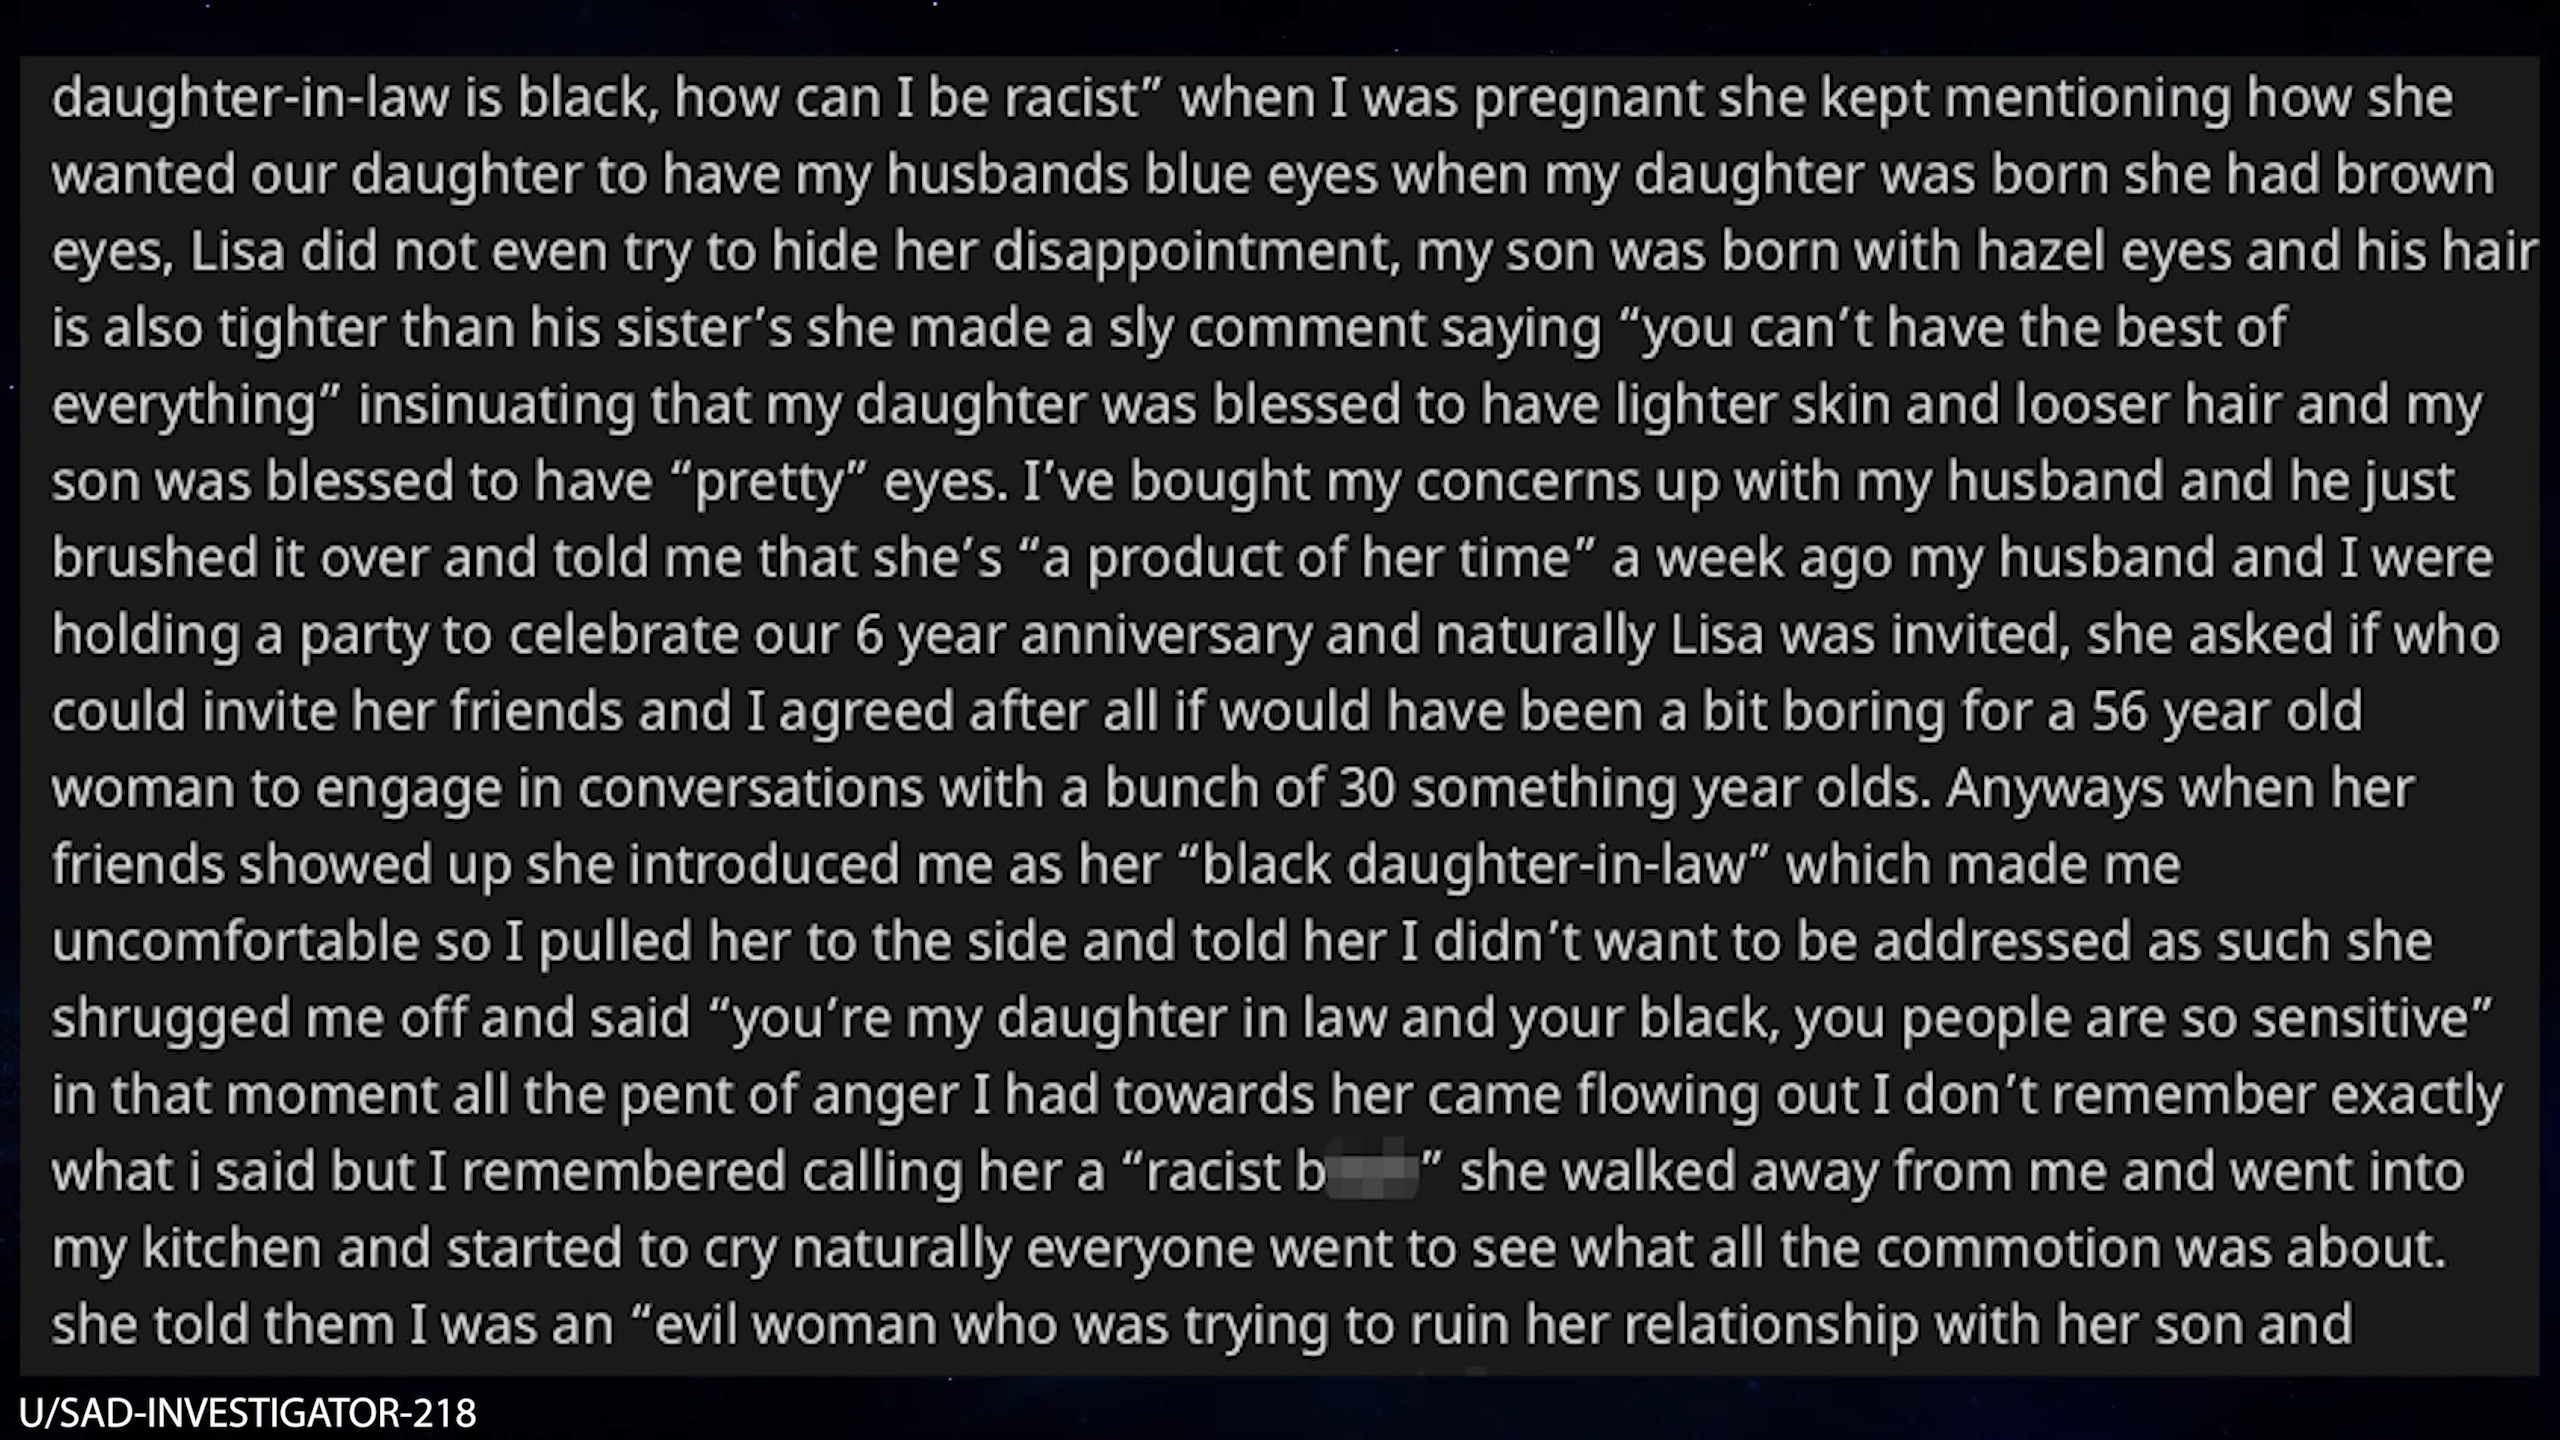 daughter-in-law is black, how can I be racist” when I was pregnant she kept mentioning how she
wanted our daughter to have my husbands blue eyes when my daughter was born she had brown
eyes, Lisa did not even try to hide her disappointment, my son was born with hazel eyes and his hair
is also tighter than his sister’s she made a sly comment saying “you can’t have the best of
everything” insinuating that my daughter was blessed to have lighter skin and looser hair and my
son was blessed to have “pretty” eyes. I’ve bought my concerns up with my husband and he just
brushed it over and told me that she’s “a product of her time” a week ago my husband and I were
holding a party to celebrate our 6 year anniversary and naturally Lisa was invited, she asked if who
could invite her friends and I agreed after all if would have been a bit boring for a 56 year old
woman to engage in conversations with a bunch of 30 something year olds. Anyways when her
friends showed up she introduced me as her “black daughter-in-law” which made me
uncomfortable so I pulled her to the side and told her I didn’t want to be addressed as such she
shrugged me off and said “you’re my daughter in law and your black, you people are so sensitive”
in that moment all the pent of anger I had towards her came flowing out I don’t remember exactly
what i said but I remembered calling her a “racist b” she walked away from me and went into
my kitchen and started to cry naturally everyone went to see what all the commotion was about.
she told them I was an “evil woman who was trying to ruin her relationship with her son and
U/SAD-INVESTIGATOR-218